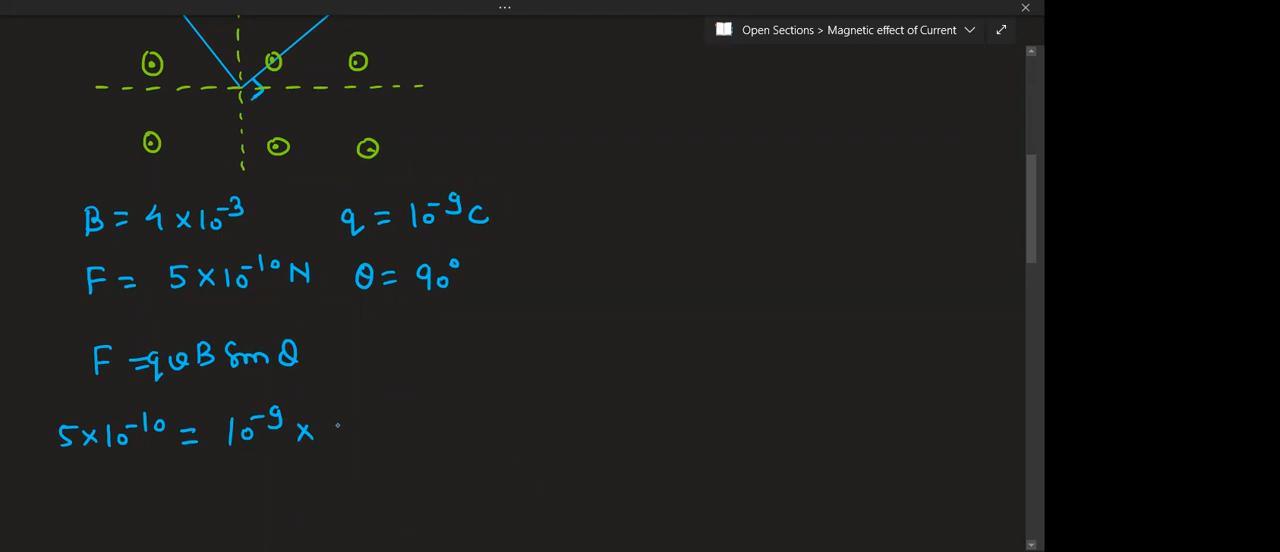 Open Sections > Magnetic effect of Current
B = 4 × 10⁻³ q = 10⁻⁹ C
F = 5 × 10⁻¹⁰ N θ = 90°
F = qvB Sin θ
5 × 10⁻¹⁰ = 10⁻⁹ ×